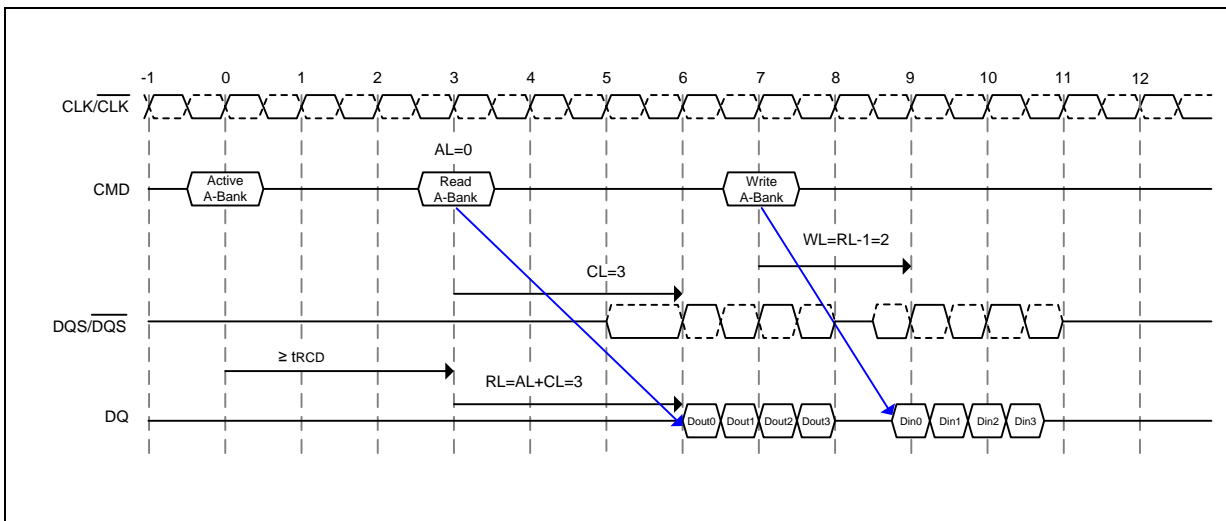 -1 0 1 2 3 4 5 6 7 8 9 10 11 12
CLK/CLK
AL=0
CMD
Active
A-Bank
Read
A-Bank
Write
A-Bank
WL=RL-1=2
CL=3
DQS/DQS
≥ tRCD
RL=AL+CL=3
DQ
Dout0 Dout1 Dout2 Dout3 Din0 Din1 Din2 Din3